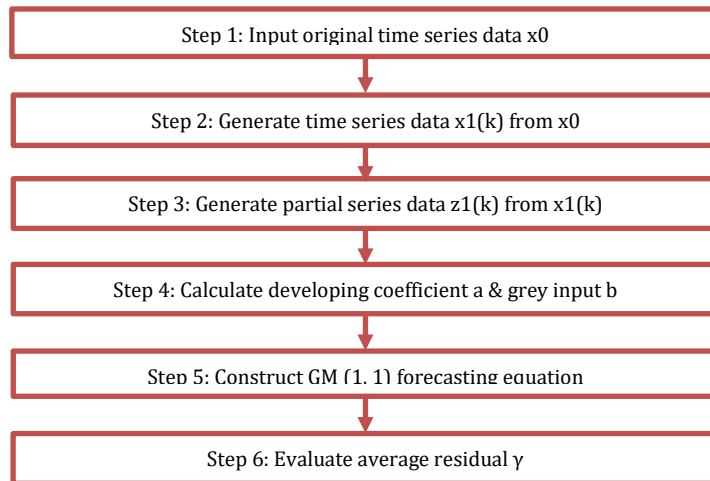 Step 1: Input original time series data x0
Step 2: Generate time series data x1(k) from x0
Step 3: Generate partial series data z1(k) from x1(k)
Step 4: Calculate developing coefficient a & grey input b
Step 5: Construct GM (1, 1) forecasting equation
Step 6: Evaluate average residual γ